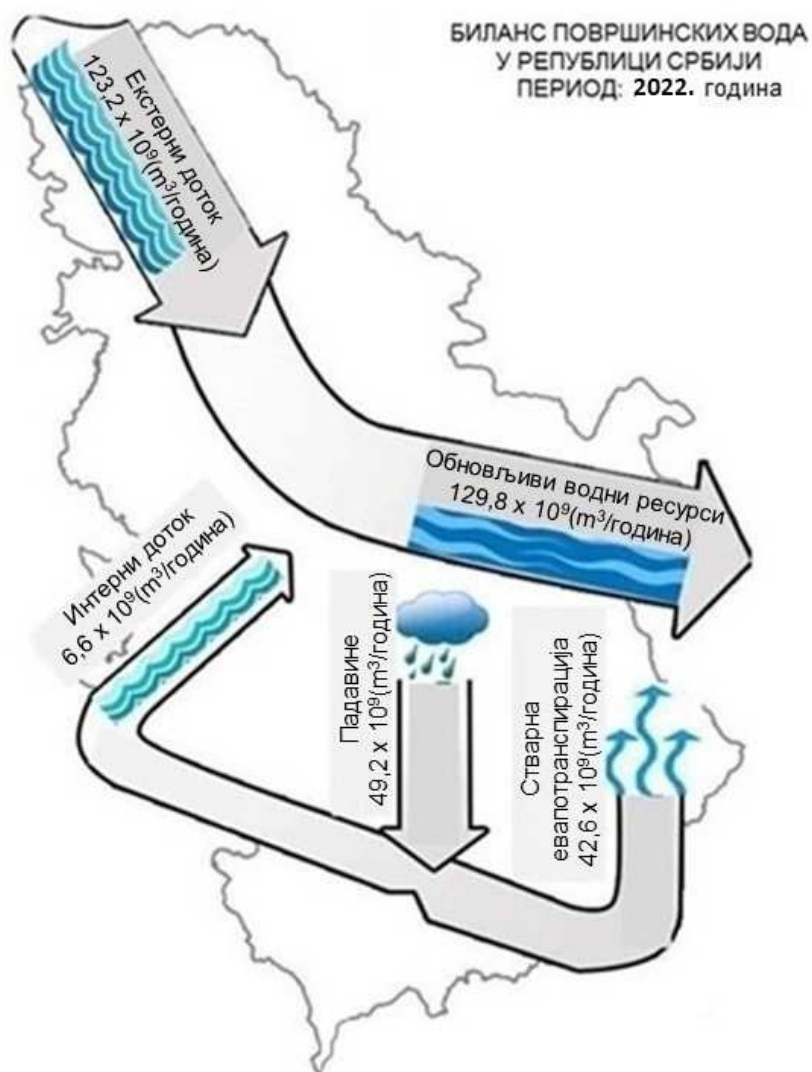 БИЛАНС ПОВРШИНСКИХ ВОДА
У РЕПУБЛИЦИ СРБИЈИ
ПЕРИОД: 2022. година
Екстерни доток
123,2 x 10⁹(m³/година)
Обновљиви водни ресурси
129,8 x 10⁹(m³/година)
Интерни доток
6,6 x 10⁹(m³/година)
Падавине
49,2 x 10⁹(m³/година)
Стварна
евапотранспирација
42,6 x 10⁹(m³/година)